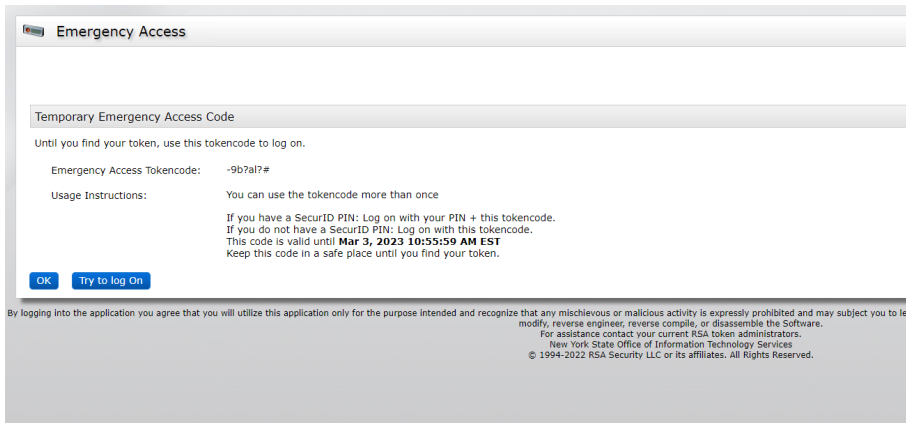 Emergency Access
Temporary Emergency Access Code
Until you find your token, use this tokencode to log on.
Emergency Access Tokencode: -9b?al?#
Usage Instructions: You can use the tokencode more than once
If you have a SecurID PIN: Log on with your PIN + this tokencode.
If you do not have a SecurID PIN: Log on with this tokencode.
This code is valid until Mar 3, 2023 10:55:59 AM EST
Keep this code in a safe place until you find your token.
OK Try to log On
By logging into the application you agree that you will utilize this application only for the purpose intended and recognize that any mischievous or malicious activity is expressly prohibited and may subject you to le
modify, reverse engineer, reverse compile, or disassemble the Software.
For assistance contact your current RSA token administrators.
New York State Office of Information Technology Services
© 1994-2022 RSA Security LLC or its affiliates. All Rights Reserved.